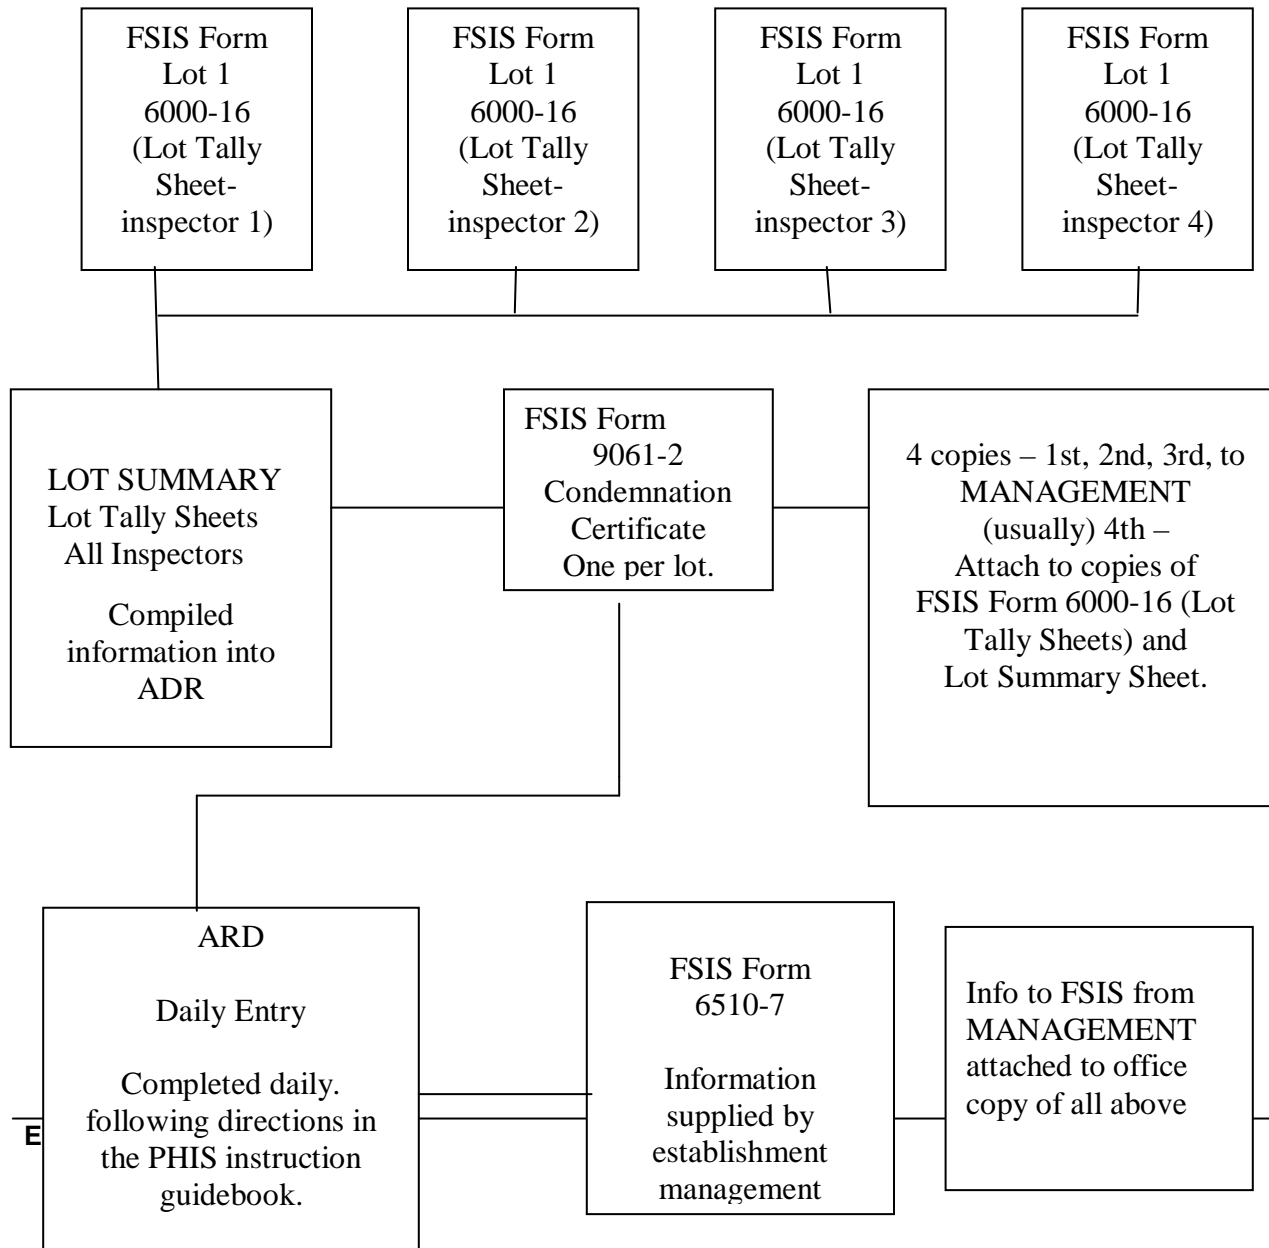 FSIS Form
Lot 1
6000-16
(Lot Tally
Sheet-
inspector 1)
FSIS Form
Lot 1
6000-16
(Lot Tally
Sheet-
inspector 2)
FSIS Form
Lot 1
6000-16
(Lot Tally
Sheet-
inspector 3)
FSIS Form
Lot 1
6000-16
(Lot Tally
Sheet-
inspector 4)
LOT SUMMARY
Lot Tally Sheets
All Inspectors
Compiled
information into
ADR
FSIS Form
9061-2
Condemnation
Certificate
One per lot.
4 copies – 1st, 2nd, 3rd, to
MANAGEMENT
(usually) 4th –
Attach to copies of
FSIS Form 6000-16 (Lot
Tally Sheets) and
Lot Summary Sheet.
ARD
Daily Entry
Completed daily.
following directions in
the PHIS instruction
guidebook.
E
FSIS Form
6510-7
Information
supplied by
establishment
management
Info to FSIS from
MANAGEMENT
attached to office
copy of all above